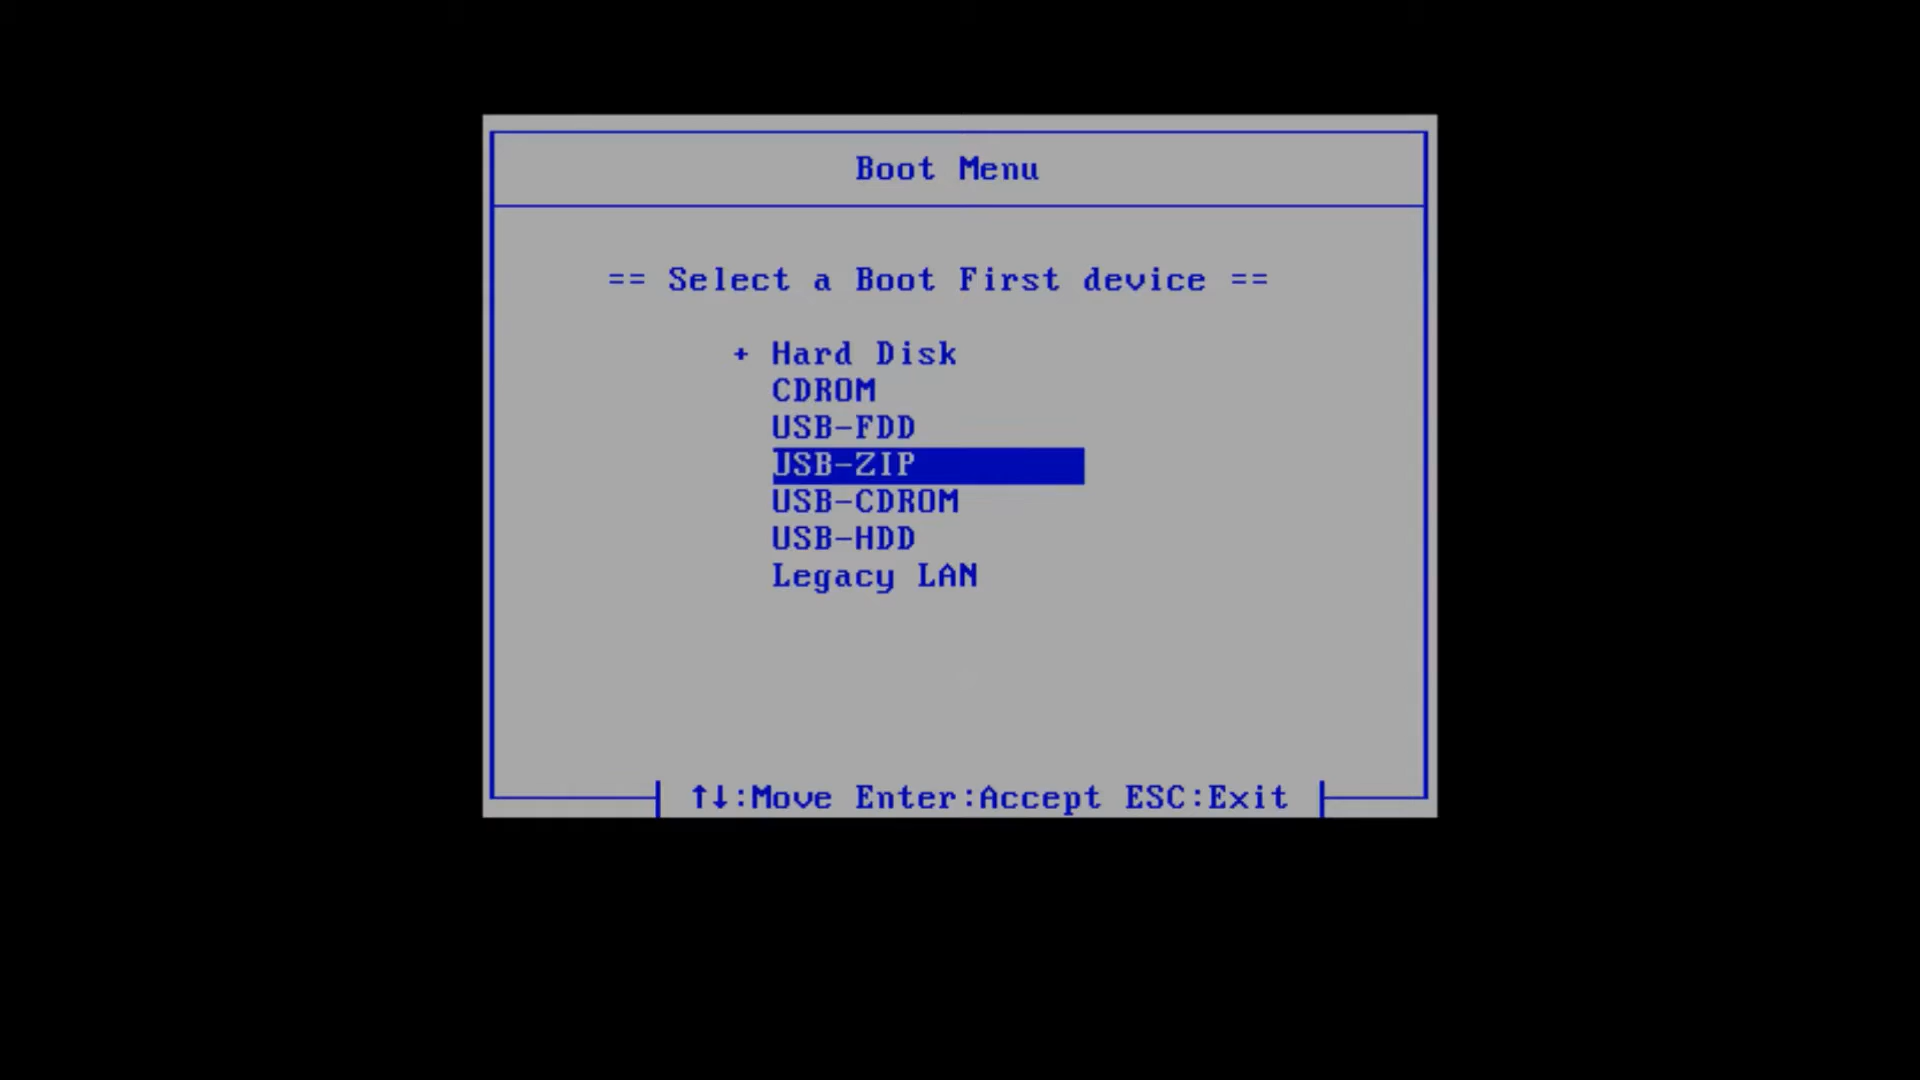 Boot Menu
== Select a Boot First device ==
+ Hard Disk
CDROM
USB-FDD
USB-ZIP
USB-CDROM
USB-HDD
Legacy LAN
↑↓:Move Enter:Accept ESC:Exit